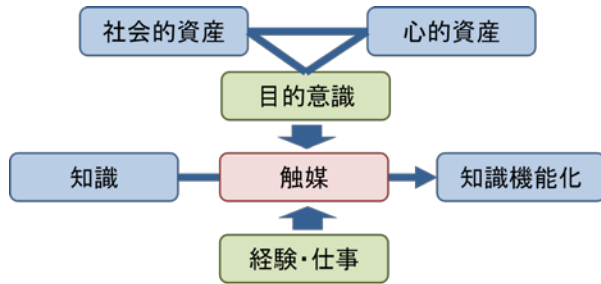 社会的資産
心的資産
目的意識
知識
触媒
知識機能化
経験・仕事